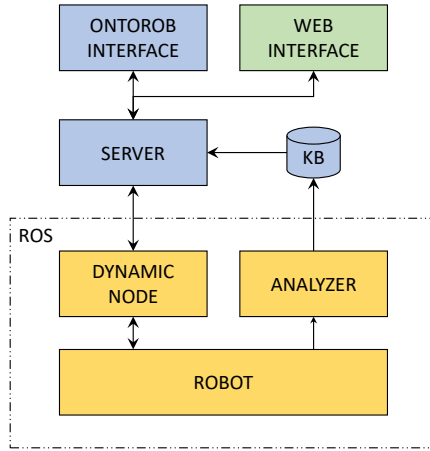 ONTOROB
INTERFACE
WEB
INTERFACE
SERVER
KB
ROS
DYNAMIC
NODE
ANALYZER
ROBOT